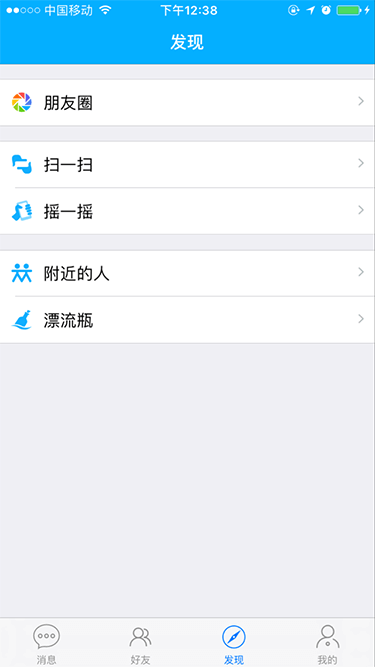 中国移动 下午12:38
发现
朋友圈
扫一扫
摇一摇
附近的人
漂流瓶
消息 好友 发现 我的